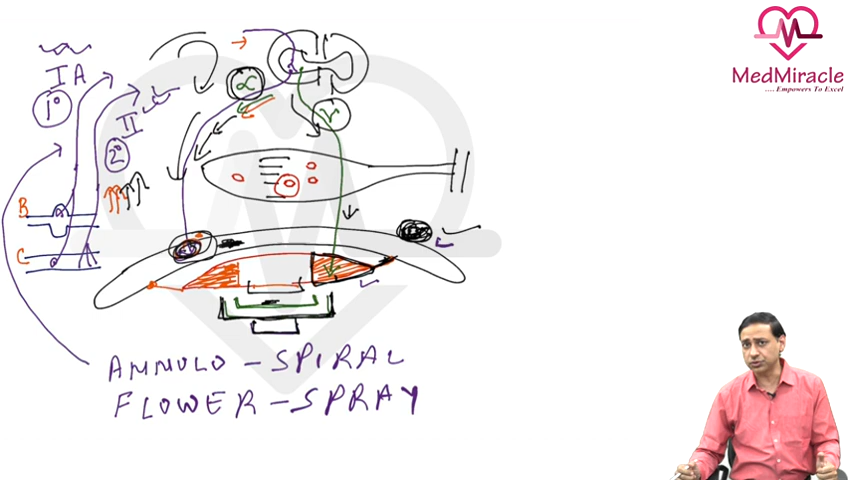 MedMiracle
.... Empowers To Excel
IA
1°
II
2°
α
γ
B
C
ANNULO – SPIRAL
FLOWER – SPRAY